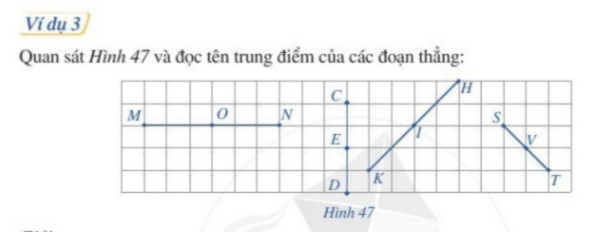 Ví dụ 3
Quan sát Hình 47 và đọc tên trung điểm của các đoạn thẳng:
M O N C E D H I K S V T
Hình 47